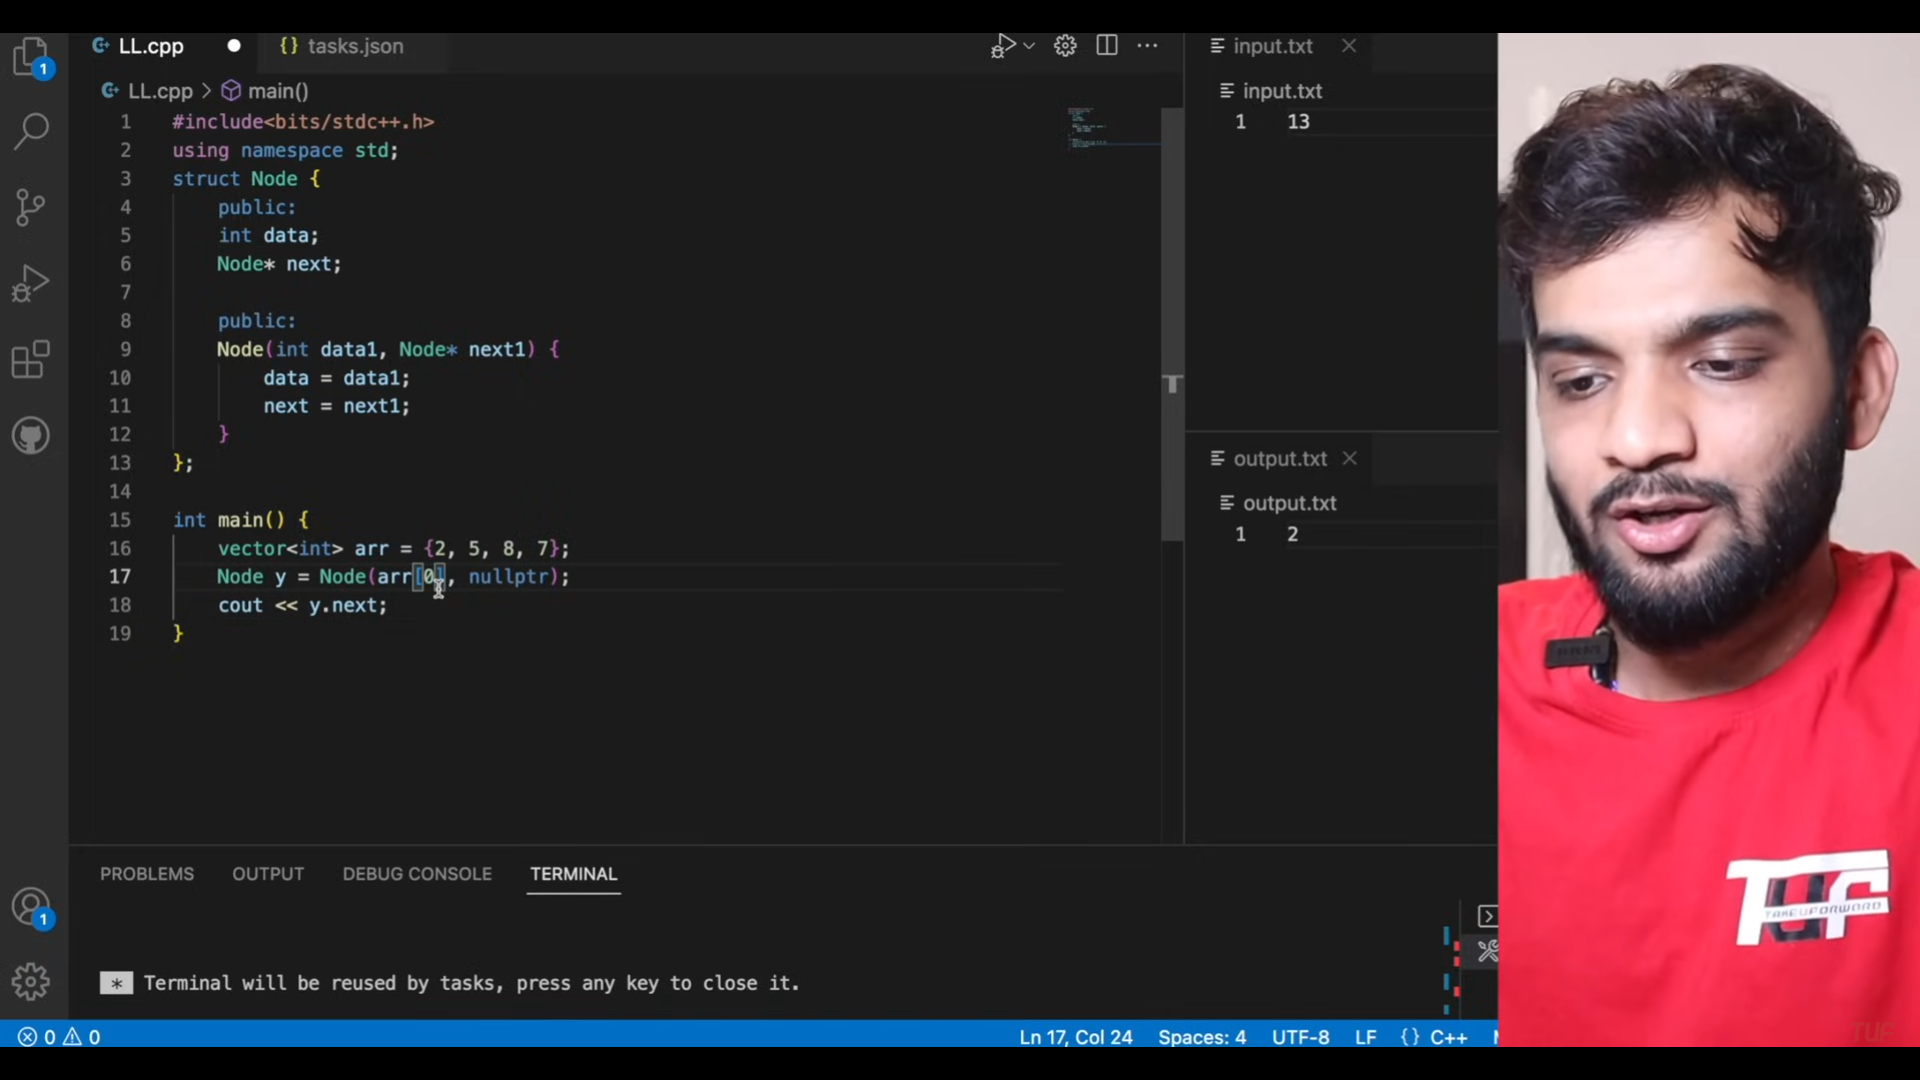 LL.cpp
tasks.json
LL.cpp > main()
1 #include<bits/stdc++.h>
2 using namespace std;
3 struct Node {
4 public:
5 int data;
6 Node* next;
7
8 public:
9 Node(int data1, Node* next1) {
10 data = data1;
11 next = next1;
12 }
13 };
14
15 int main() {
16 vector<int> arr = {2, 5, 8, 7};
17 Node y = Node(arr[0], nullptr);
18 cout << y.next;
19 }
input.txt
input.txt
1 13
output.txt
output.txt
1 2
1
1
PROBLEMS OUTPUT DEBUG CONSOLE TERMINAL
* Terminal will be reused by tasks, press any key to close it.
0 0 Ln 17, Col 24 Spaces: 4 UTF-8 LF {} C++
TUF
TAKEUFORWARD
TUF